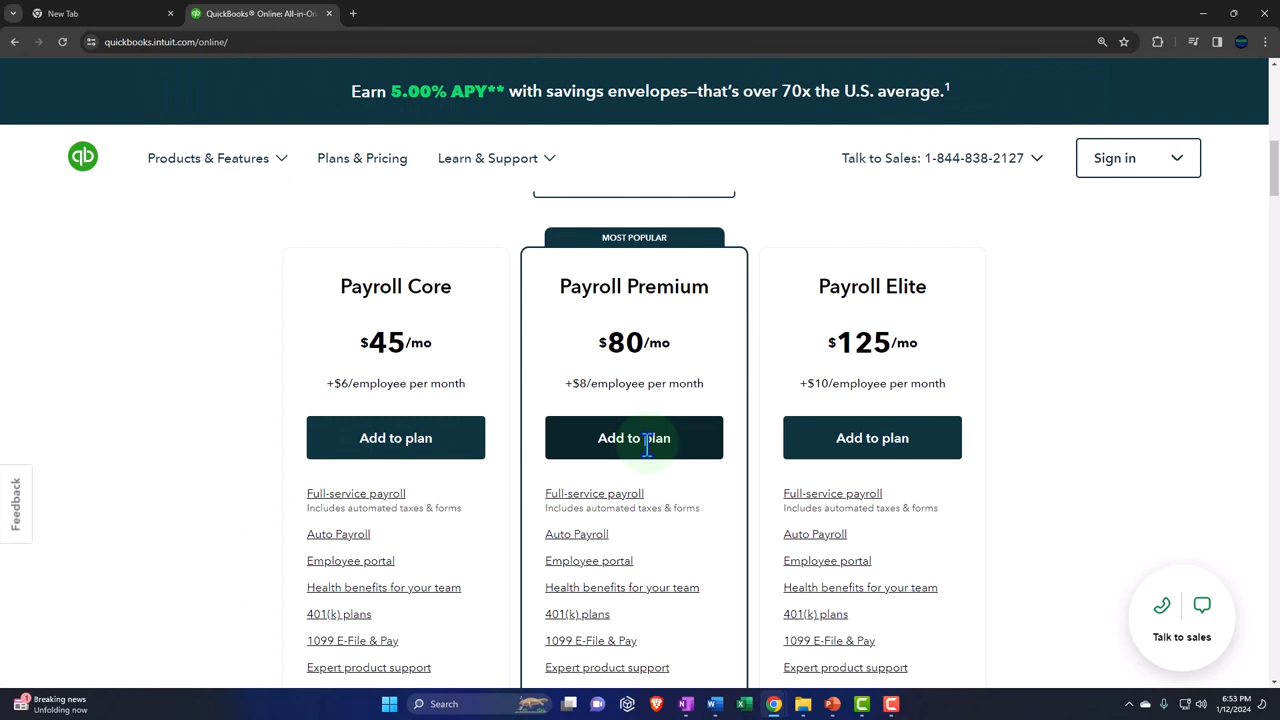 New Tab
QuickBooks® Online: All-in-On
quickbooks.intuit.com/online/
Earn 5.00% APY** with savings envelopes—that's over 70x the U.S. average.1
qb
Products & Features
Plans & Pricing
Learn & Support
Talk to Sales: 1-844-838-2127
Sign in
MOST POPULAR
Payroll Core
$45/mo
+$6/employee per month
Add to plan
Full-service payroll
Includes automated taxes & forms
Auto Payroll
Employee portal
Health benefits for your team
401(k) plans
1099 E-File & Pay
Expert product support
Payroll Premium
$80/mo
+$8/employee per month
Add to plan
Full-service payroll
Includes automated taxes & forms
Auto Payroll
Employee portal
Health benefits for your team
401(k) plans
1099 E-File & Pay
Expert product support
Payroll Elite
$125/mo
+$10/employee per month
Add to plan
Full-service payroll
Includes automated taxes & forms
Auto Payroll
Employee portal
Health benefits for your team
401(k) plans
1099 E-File & Pay
Expert product support
Feedback
Talk to sales
1
Breaking news
Unfolding now
Search
6:53 PM
1/12/2024